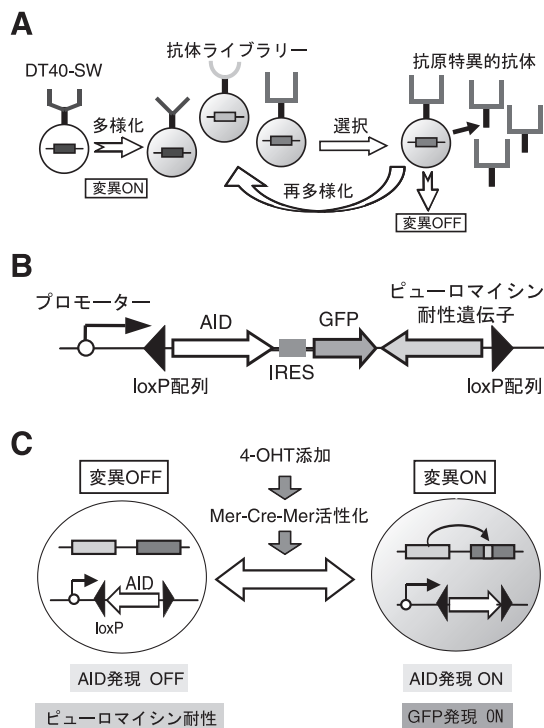 A
抗体ライブラリー
抗原特異的抗体
DT40-SW
多様化
変異ON
選択
再多様化
変異OFF
B
プロモーター
AID
GFP
ピューロマイシン
耐性遺伝子
loxP配列
IRES
loxP配列
C
変異OFF
4-OHT添加
変異ON
Mer-Cre-Mer活性化
AID
loxP
AID発現 OFF
AID発現 ON
ピューロマイシン耐性
GFP発現 ON